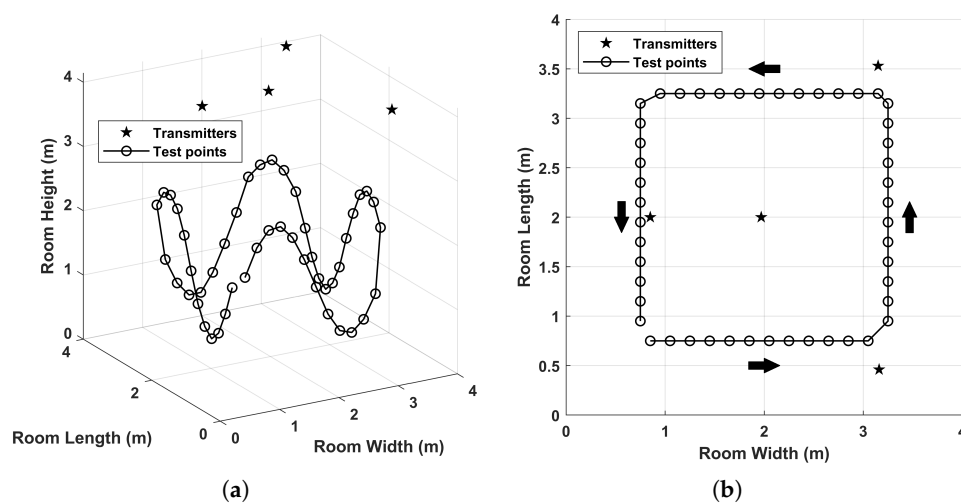 Transmitters
Test points
Room Height (m)
4
3
2
1
0
4
2
0
0
1
2
3
4
Room Length (m)
Room Width (m)
(a)
Transmitters
Test points
Room Length (m)
4
3.5
3
2.5
2
1.5
1
0.5
0
0
1
2
3
4
Room Width (m)
(b)